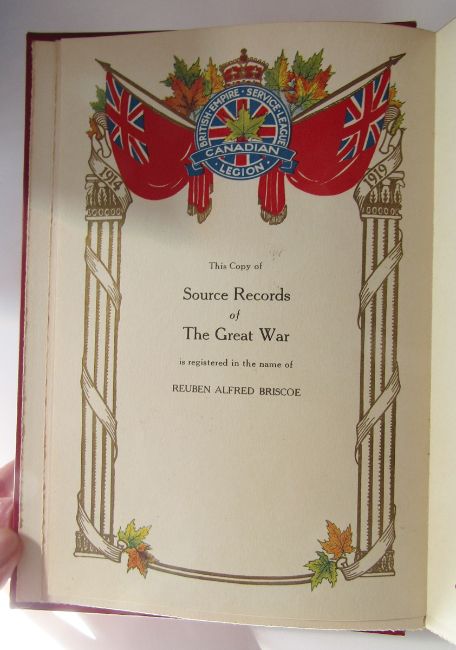 BRITISH·EMPIRE·SERVICE·LEAGUE
CANADIAN
·LEGION·
1914
1919
This Copy of
Source Records
of
The Great War
is registered in the name of
REUBEN ALFRED BRISCOE